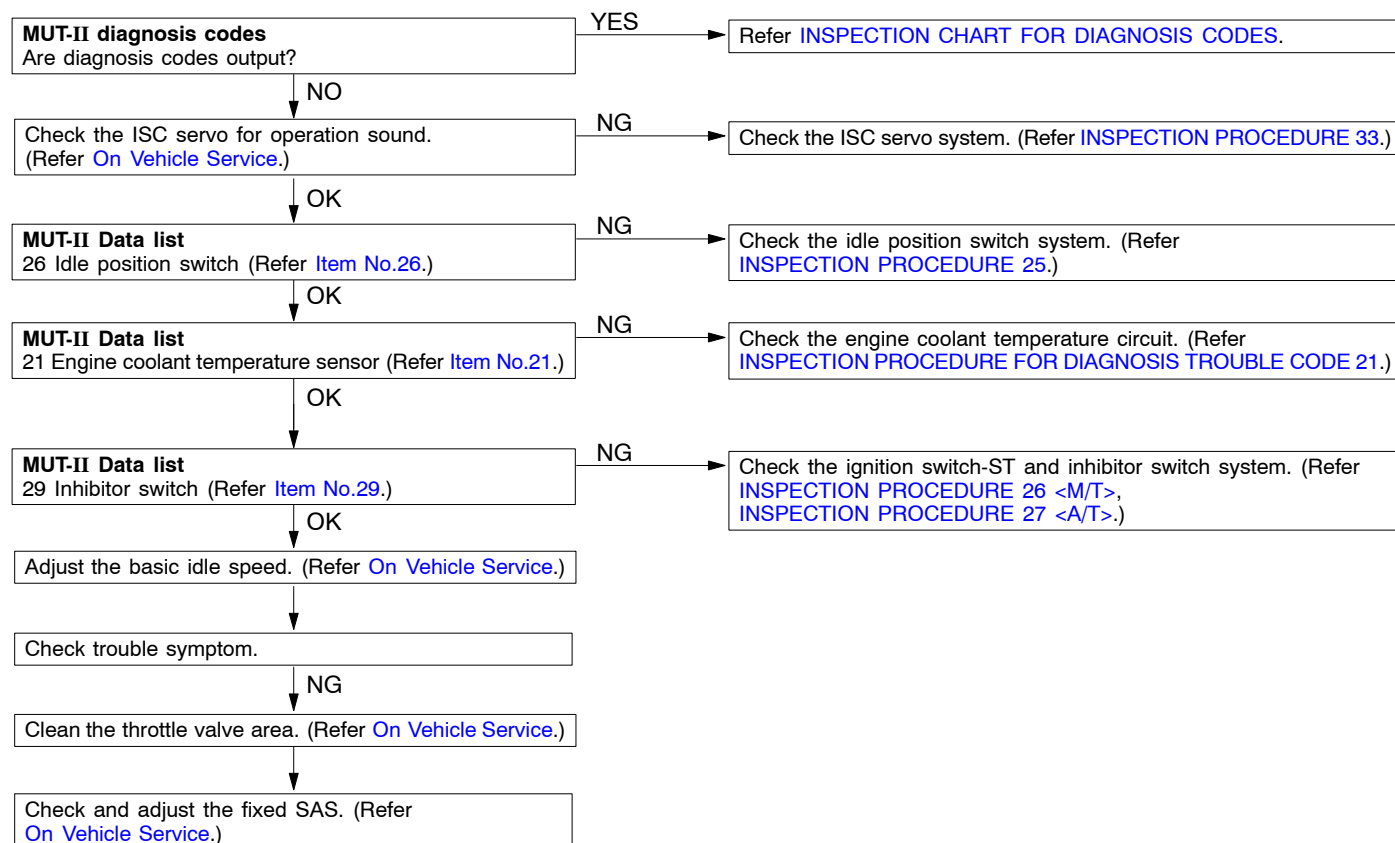 MUT-II diagnosis codes
Are diagnosis codes output?
YES
Refer INSPECTION CHART FOR DIAGNOSIS CODES.
NO
Check the ISC servo for operation sound.
(Refer On Vehicle Service.)
NG
Check the ISC servo system. (Refer INSPECTION PROCEDURE 33.)
OK
MUT-II Data list
26 Idle position switch (Refer Item No.26.)
NG
Check the idle position switch system. (Refer
INSPECTION PROCEDURE 25.)
OK
MUT-II Data list
21 Engine coolant temperature sensor (Refer Item No.21.)
NG
Check the engine coolant temperature circuit. (Refer
INSPECTION PROCEDURE FOR DIAGNOSIS TROUBLE CODE 21.)
OK
MUT-II Data list
29 Inhibitor switch (Refer Item No.29.)
NG
Check the ignition switch-ST and inhibitor switch system. (Refer
INSPECTION PROCEDURE 26 <M/T>,
INSPECTION PROCEDURE 27 <A/T>.)
OK
Adjust the basic idle speed. (Refer On Vehicle Service.)
Check trouble symptom.
NG
Clean the throttle valve area. (Refer On Vehicle Service.)
Check and adjust the fixed SAS. (Refer
On Vehicle Service.)